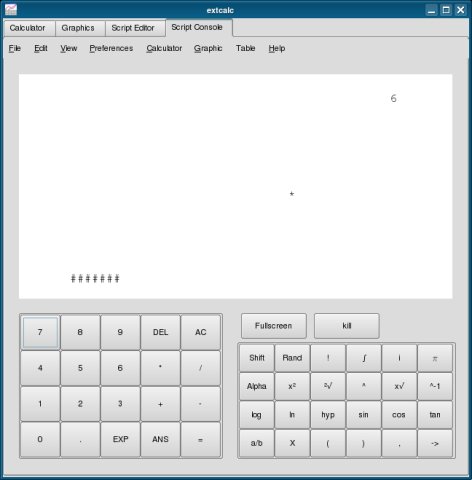 extcalc
Calculator Graphics Script Editor Script Console
File Edit View Preferences Calculator Graphic Table Help
6
*
#######
Fullscreen kill
7 8 9 DEL AC
4 5 6 * /
1 2 3 + -
0 . EXP ANS =
Shift Rand ! ∫ i π
Alpha x² ²√ ^ x√ ^-1
log ln hyp sin cos tan
a/b X ( ) , ->